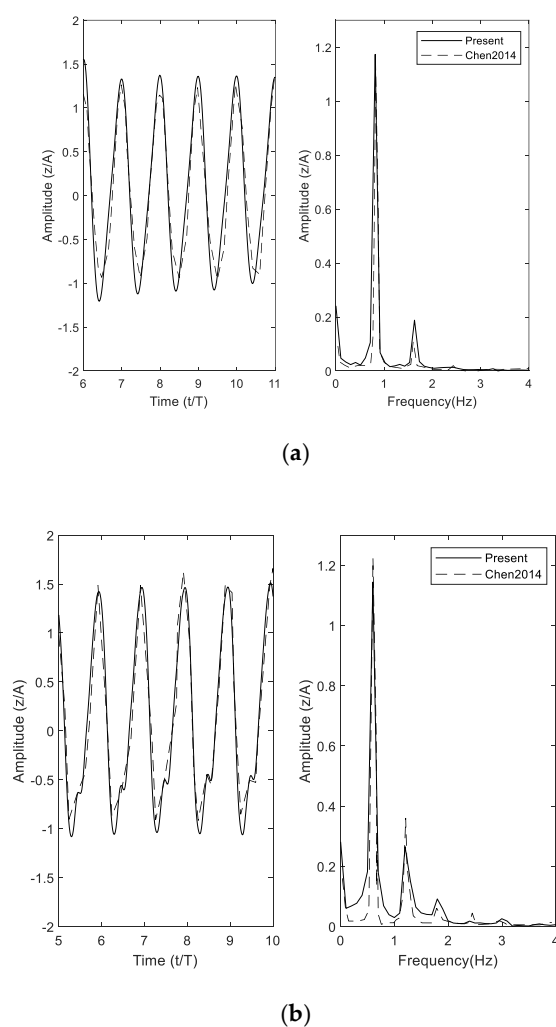 2
1.5
1
0.5
0
-0.5
-1
-1.5
-2
Amplitude (z/A)
6 7 8 9 10 11
Time (t/T)
1.2
1
0.8
0.6
0.4
0.2
0
Amplitude (z/A)
Present
Chen2014
0 1 2 3 4
Frequency(Hz)
(a)
2
1.5
1
0.5
0
-0.5
-1
-1.5
-2
Amplitude (z/A)
5 6 7 8 9 10
Time (t/T)
1.2
1
0.8
0.6
0.4
0.2
0
Amplitude (z/A)
Present
Chen2014
0 1 2 3 4
Frequency(Hz)
(b)